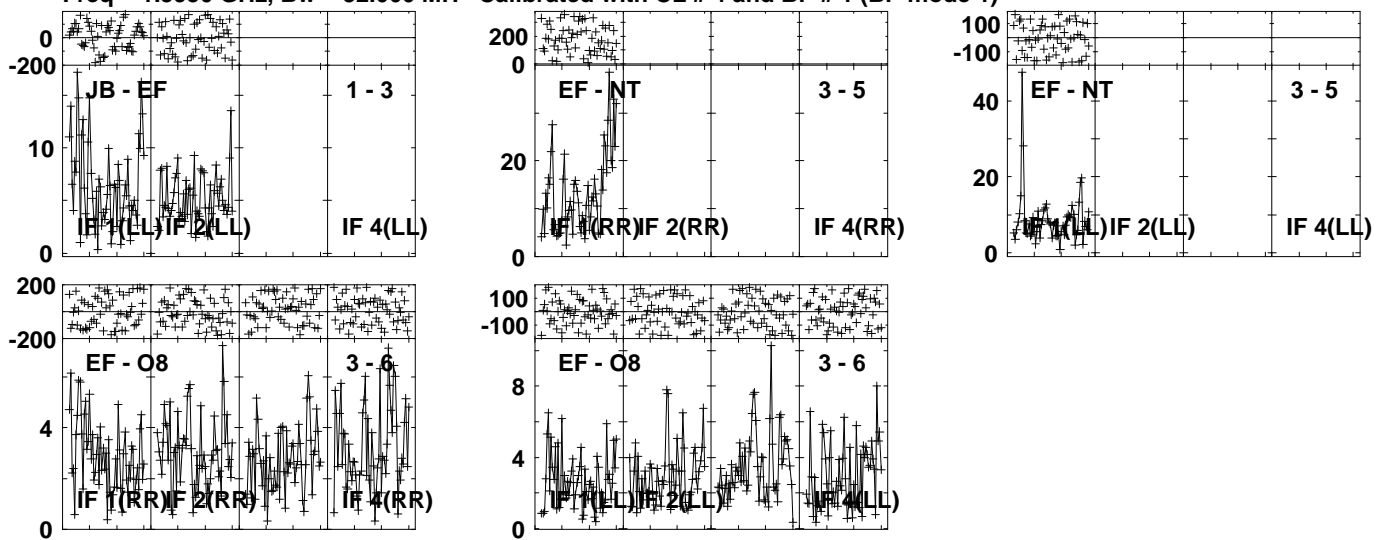 Freq = GHz, Calibrated with CL # and BP # (BP mode
0
-200
JB - EF 1 - 3
10
0
IF 1(LL) IF 2(LL) IF 4(LL)
200
0
EF - NT 3 - 5
20
0
IF 1(RR) IF 2(RR) IF 4(RR)
100
-100
40
EF - NT 3 - 5
20
0
IF 1(LL) IF 2(LL) IF 4(LL)
200
0
-200
EF - O8 3 - 6
4
0
IF 1(RR) IF 2(RR) IF 4(RR)
100
-100
EF - O8 3 - 6
8
4
0
IF 1(LL) IF 2(LL) IF 4(LL)